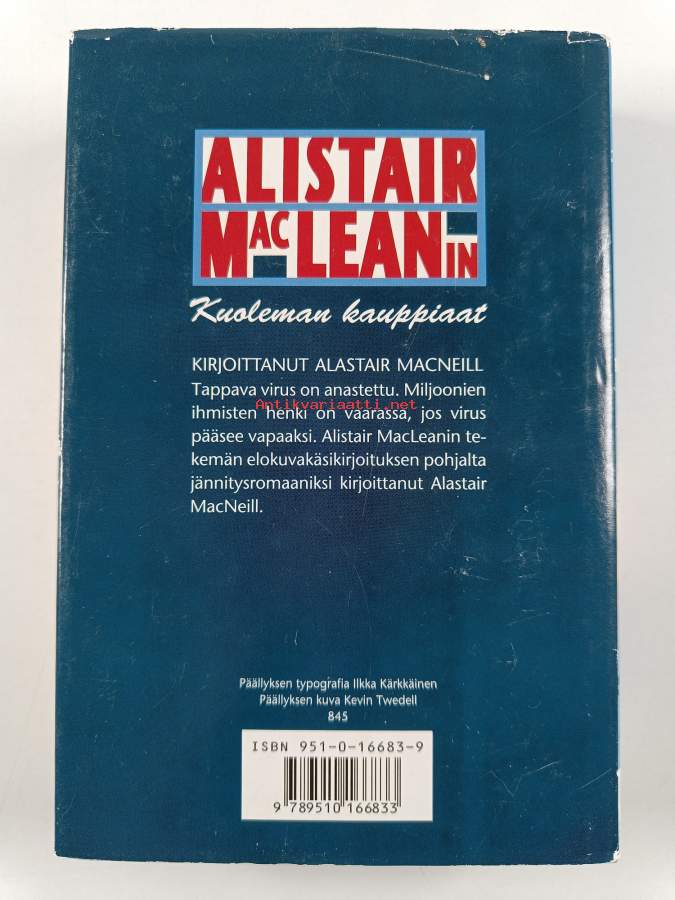 ALISTAIR
MACLEANIN
Kuoleman kauppiaat
KIRJOITTANUT ALASTAIR MACNEILL
Tappava virus on anastettu. Miljoonien
Antikvariaatti.net
ihmisten henki on vaarassa, jos virus
pääsee vapaaksi. Alistair MacLeanin te-
kemän elokuvakäsikirjoituksen pohjalta
jännitysromaaniksi kirjoittanut Alastair
MacNeill.
Päällyksen typografia Ilkka Kärkkäinen
Päällyksen kuva Kevin Twedell
845
ISBN 951-0-16683-9
9 789510 166833